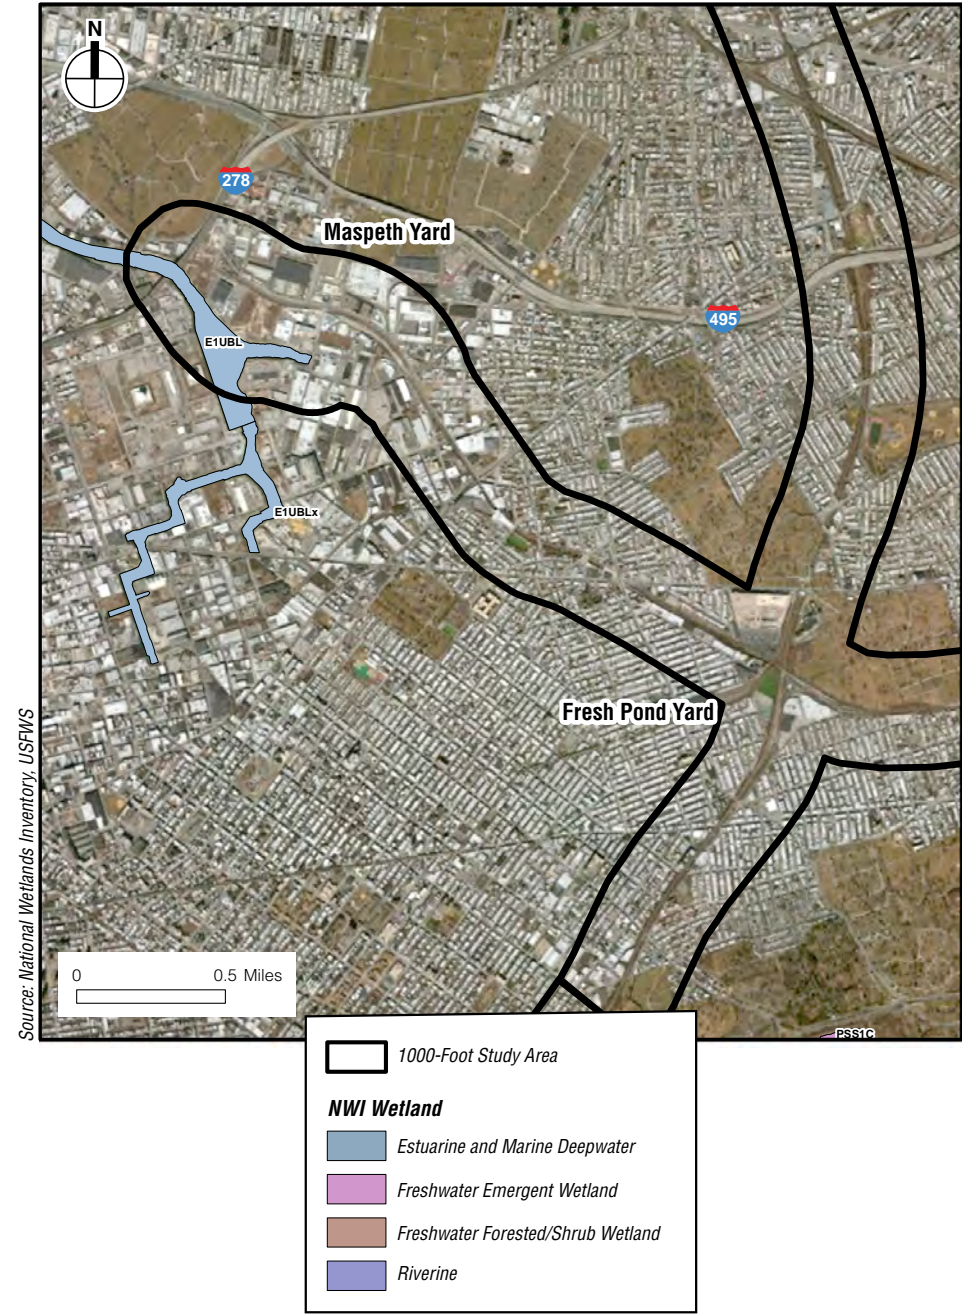 N
278
Maspeth Yard
495
E1UBL
E1UBLx
Fresh Pond Yard
Source: National Wetlands Inventory, USFWS
0 0.5 Miles
PSS1C
1000-Foot Study Area
NWI Wetland
Estuarine and Marine Deepwater
Freshwater Emergent Wetland
Freshwater Forested/Shrub Wetland
Riverine